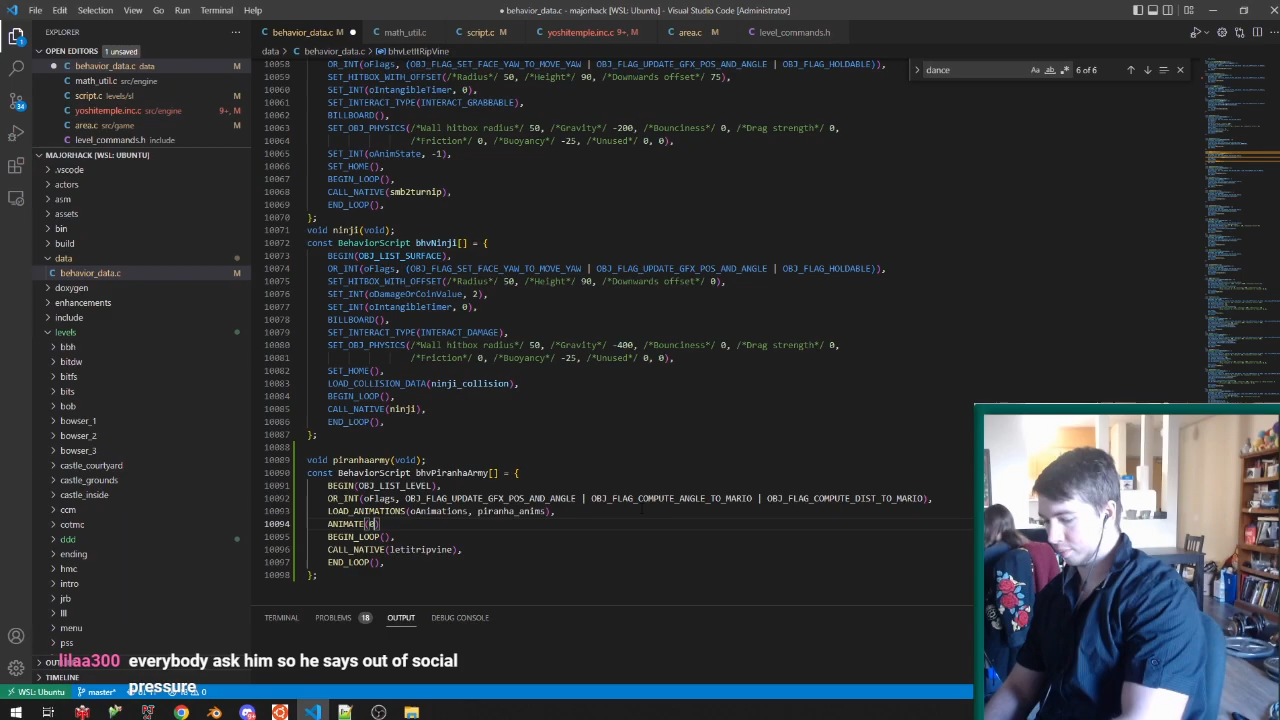 File Edit Selection View Go Run Terminal Help
● behavior_data.c - majorhack [WSL: Ubuntu] - Visual Studio Code [Administrator]
EXPLORER
behavior_data.c M ●
math_util.c
script.c M
yoshitemple.inc.c 9+, M
area.c M
level_commands.h
data > behavior_data.c > bhvLetItRipVine
OPEN EDITORS 1 unsaved
behavior_data.c data M
math_util.c src/engine
script.c levels/sl M
yoshitemple.inc.c src/engine 9+, M
area.c src/game M
level_commands.h include
MAJORHACK [WSL: UBUNTU]
.vscode
actors
asm
assets
bin
build
data
behavior_data.c M
doxygen
enhancements
include
levels
bbh
bitdw
bitfs
bits
bob
bowser_1
bowser_2
bowser_3
castle_courtyard
castle_grounds
castle_inside
ccm
cotmc
ddd
ending
hmc
intro
jrb
lll
menu
pss
TIMELINE
dance
6 of 6
10058 OR_INT(oFlags, (OBJ_FLAG_SET_FACE_YAW_TO_MOVE_YAW | OBJ_FLAG_UPDATE_GFX_POS_AND_ANGLE | OBJ_FLAG_HOLDABLE)),
10059 SET_HITBOX_WITH_OFFSET(/*Radius*/ 50, /*Height*/ 90, /*Downwards offset*/ 75),
10060 SET_INT(oIntangibleTimer, 0),
10061 SET_INTERACT_TYPE(INTERACT_GRABBABLE),
10062 BILLBOARD(),
10063 SET_OBJ_PHYSICS(/*Wall hitbox radius*/ 50, /*Gravity*/ -200, /*Bounciness*/ 0, /*Drag strength*/ 0,
10064 /*Friction*/ 0, /*Buoyancy*/ -25, /*Unused*/ 0, 0),
10065 SET_INT(oAnimState, -1),
10066 SET_HOME(),
10067 BEGIN_LOOP(),
10068 CALL_NATIVE(smb2turnip),
10069 END_LOOP(),
10070 };
10071 void ninji(void);
10072 const BehaviorScript bhvNinji[] = {
10073 BEGIN(OBJ_LIST_SURFACE),
10074 OR_INT(oFlags, (OBJ_FLAG_SET_FACE_YAW_TO_MOVE_YAW | OBJ_FLAG_UPDATE_GFX_POS_AND_ANGLE | OBJ_FLAG_HOLDABLE)),
10075 SET_HITBOX_WITH_OFFSET(/*Radius*/ 50, /*Height*/ 90, /*Downwards offset*/ 0),
10076 SET_INT(oDamageOrCoinValue, 2),
10077 SET_INT(oIntangibleTimer, 0),
10078 BILLBOARD(),
10079 SET_INTERACT_TYPE(INTERACT_DAMAGE),
10080 SET_OBJ_PHYSICS(/*Wall hitbox radius*/ 50, /*Gravity*/ -400, /*Bounciness*/ 0, /*Drag strength*/ 0,
10081 /*Friction*/ 0, /*Buoyancy*/ -25, /*Unused*/ 0, 0),
10082 SET_HOME(),
10083 LOAD_COLLISION_DATA(ninji_collision),
10084 BEGIN_LOOP(),
10085 CALL_NATIVE(ninji),
10086 END_LOOP(),
10087 };
10088
10089 void piranhaarmy(void);
10090 const BehaviorScript bhvPiranhaArmy[] = {
10091 BEGIN(OBJ_LIST_LEVEL),
10092 OR_INT(oFlags, OBJ_FLAG_UPDATE_GFX_POS_AND_ANGLE | OBJ_FLAG_COMPUTE_ANGLE_TO_MARIO | OBJ_FLAG_COMPUTE_DIST_TO_MARIO),
10093 LOAD_ANIMATIONS(oAnimations, piranha_anims),
10094 ANIMATE(0)
10095 BEGIN_LOOP(),
10096 CALL_NATIVE(letitripvine),
10097 END_LOOP(),
10098 };
TERMINAL PROBLEMS 18 OUTPUT DEBUG CONSOLE
lilaa300 everybody ask him so he says out of social
pressure
WSL: Ubuntu master*